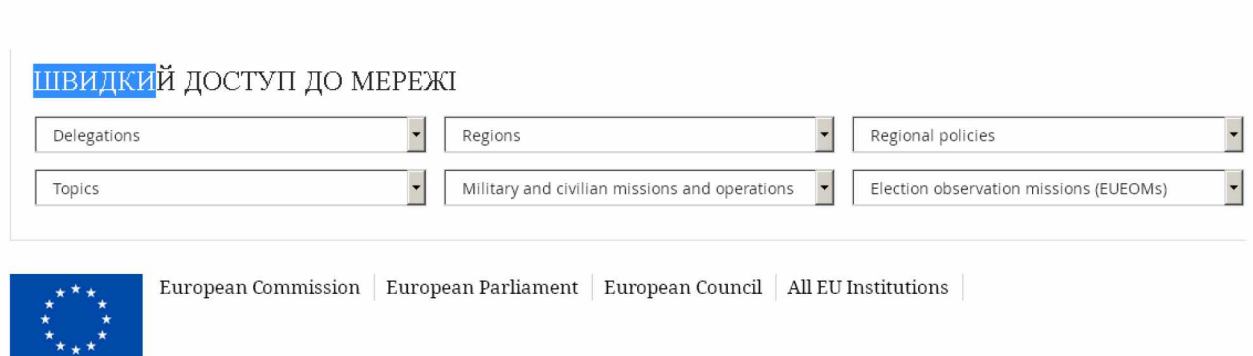 ШВИДКИЙ ДОСТУП ДО МЕРЕЖІ
Delegations Regions Regional policies
Topics Military and civilian missions and operations Election observation missions (EUEOMs)
European Commission European Parliament European Council All EU Institutions